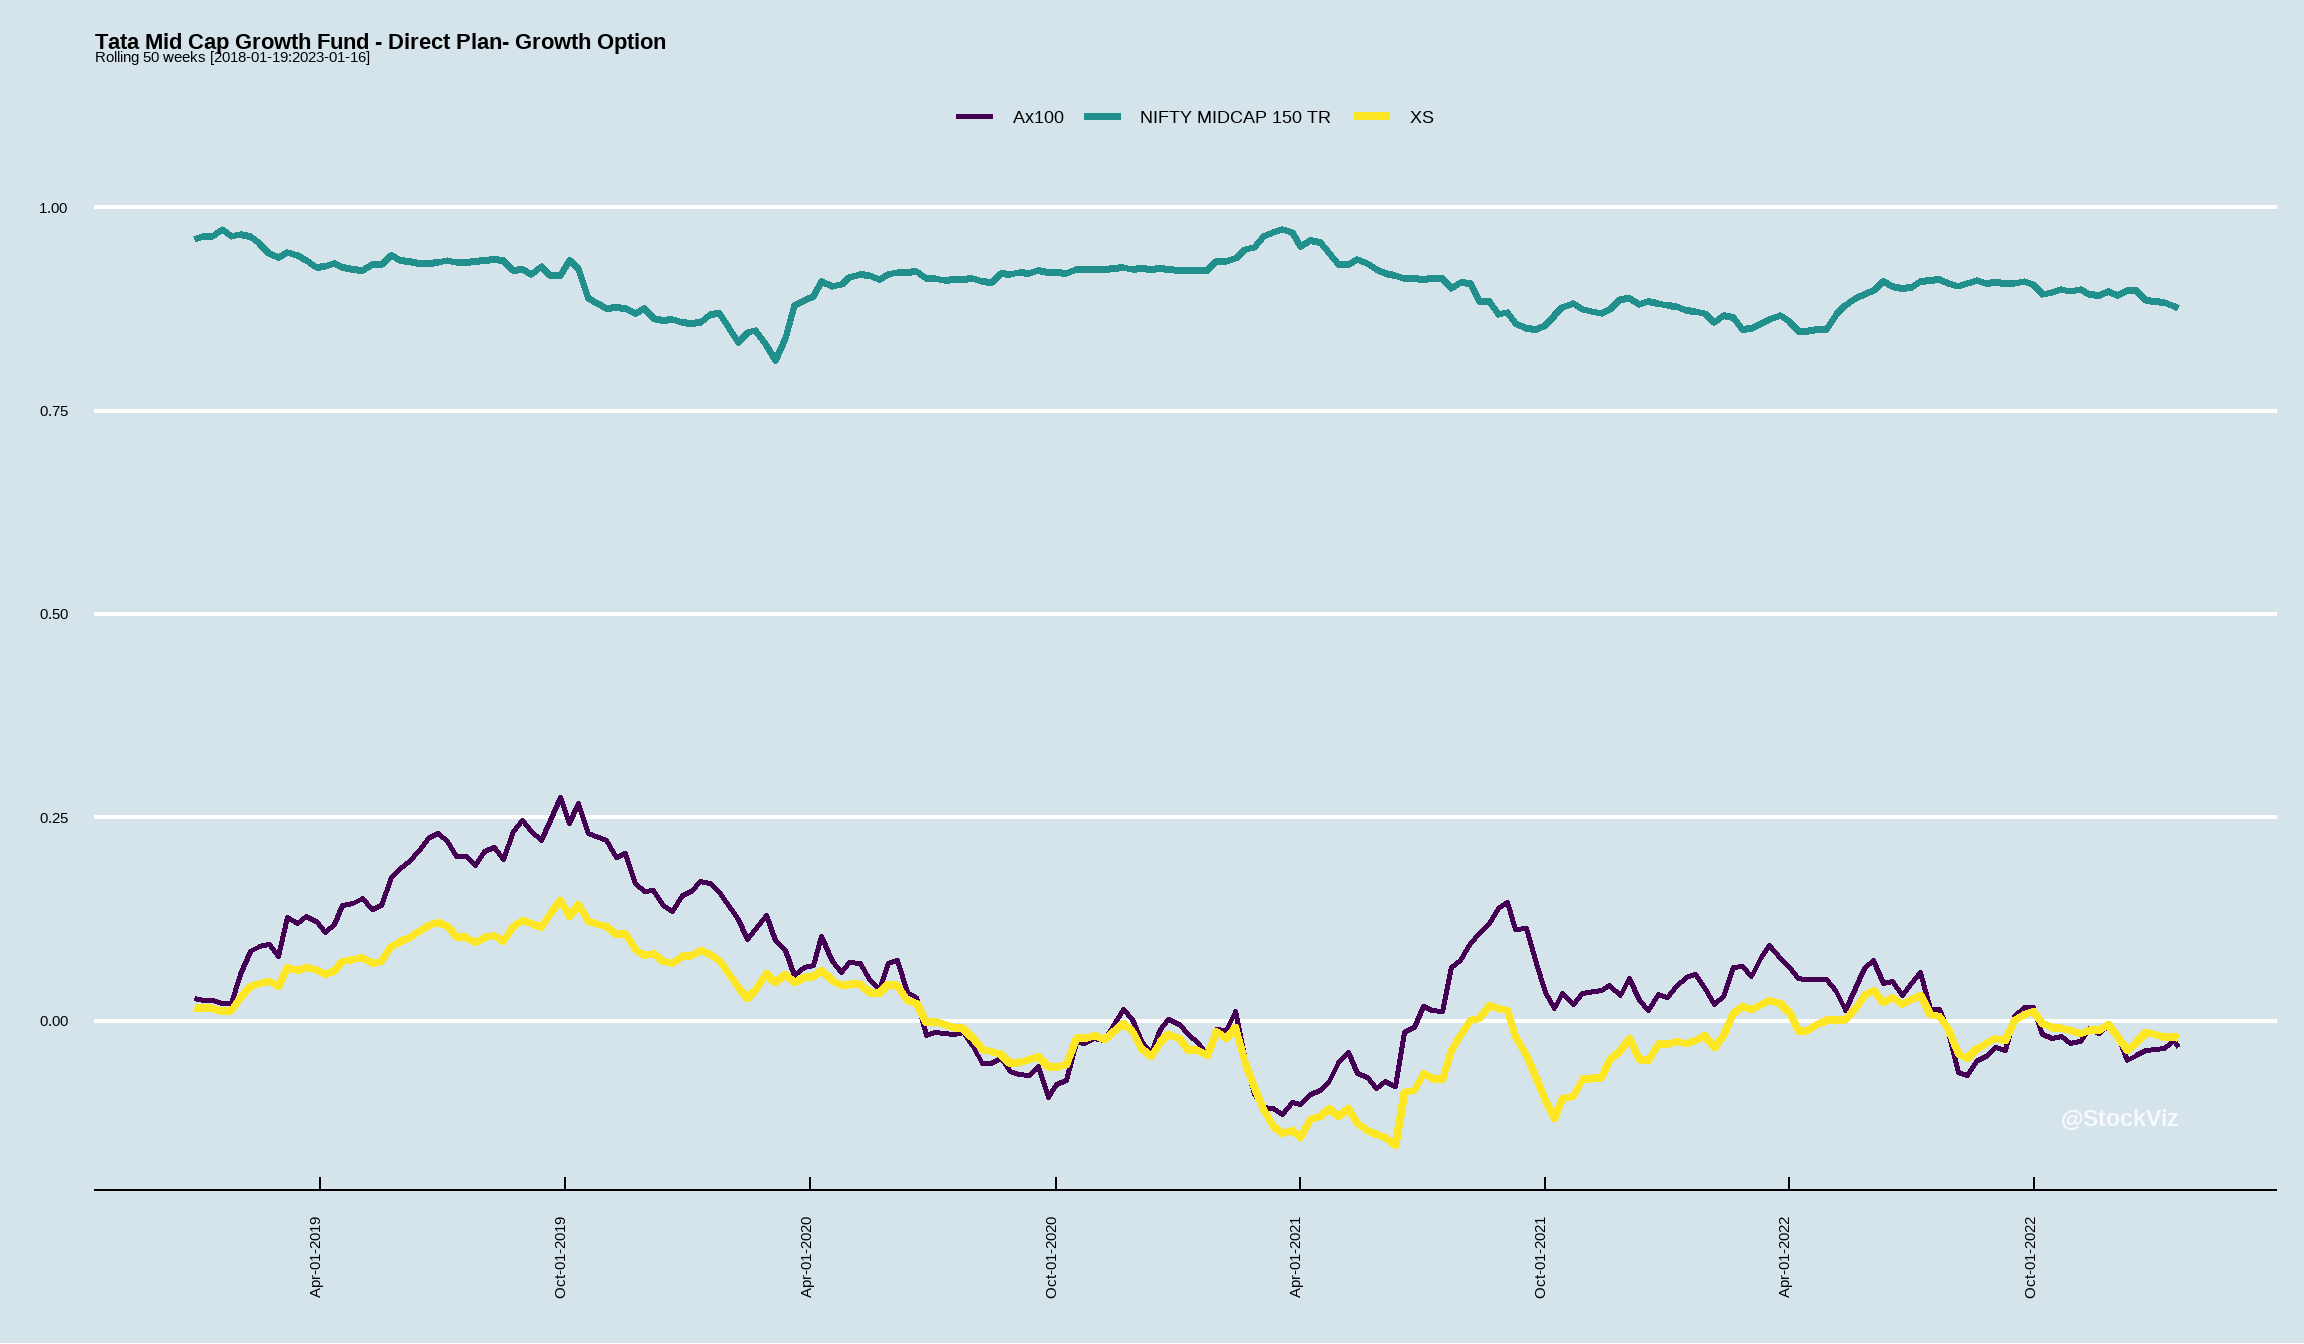 Tata Mid Cap Growth Fund - Direct Plan- Growth Option
Rolling 50 weeks [2018-01-19:2023-01-16]
Ax100 NIFTY MIDCAP 150 TR XS
1.00
0.75
0.50
0.25
0.00
@StockViz
Apr-01-2019
Oct-01-2019
Apr-01-2020
Oct-01-2020
Apr-01-2021
Oct-01-2021
Apr-01-2022
Oct-01-2022